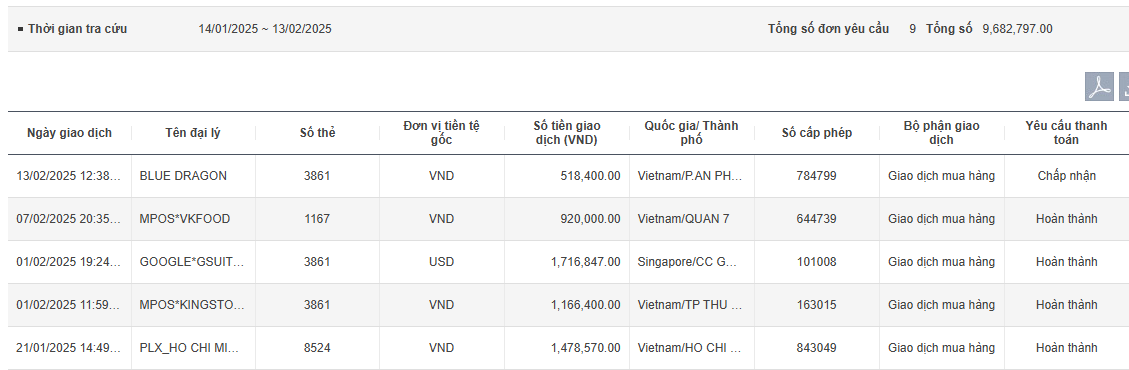 Thời gian tra cứu 14/01/2025 ~ 13/02/2025 Tổng số đơn yêu cầu 9 Tổng số 9,682,797.00
Ngày giao dịch Tên đại lý Số thẻ Đơn vị tiền tệ gốc Số tiền giao dịch (VND) Quốc gia/ Thành phố Số cấp phép Bộ phận giao dịch Yêu cầu thanh toán
13/02/2025 12:38... BLUE DRAGON 3861 VND 518,400.00 Vietnam/P.AN PH... 784799 Giao dịch mua hàng Chấp nhận
07/02/2025 20:35... MPOS*VKFOOD 1167 VND 920,000.00 Vietnam/QUAN 7 644739 Giao dịch mua hàng Hoàn thành
01/02/2025 19:24... GOOGLE*GSUIT... 3861 USD 1,716,847.00 Singapore/CC G... 101008 Giao dịch mua hàng Hoàn thành
01/02/2025 11:59... MPOS*KINGSTO... 3861 VND 1,166,400.00 Vietnam/TP THU ... 163015 Giao dịch mua hàng Hoàn thành
21/01/2025 14:49... PLX_HO CHI MI... 8524 VND 1,478,570.00 Vietnam/HO CHI ... 843049 Giao dịch mua hàng Hoàn thành